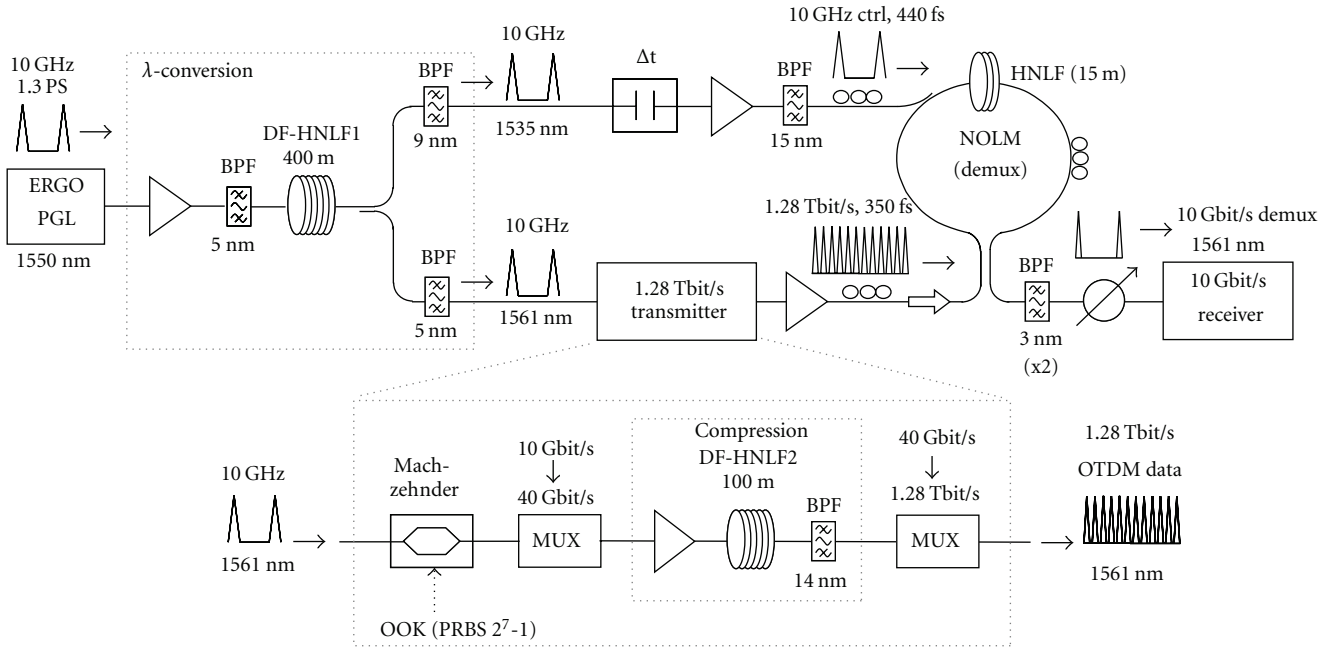 10 GHz
1.3 PS
ERGO
PGL
1550 nm
λ-conversion
BPF
5 nm
DF-HNLF1
400 m
BPF
9 nm
10 GHz
1535 nm
Δt
BPF
15 nm
10 GHz ctrl, 440 fs
HNLF (15 m)
NOLM
(demux)
BPF
5 nm
10 GHz
1561 nm
1.28 Tbit/s
transmitter
1.28 Tbit/s, 350 fs
BPF
3 nm
(x2)
10 Gbit/s demux
1561 nm
10 Gbit/s
receiver
10 GHz
1561 nm
Mach-
zehnder
OOK (PRBS 2⁷-1)
10 Gbit/s
40 Gbit/s
MUX
Compression
DF-HNLF2
100 m
BPF
14 nm
40 Gbit/s
1.28 Tbit/s
MUX
1.28 Tbit/s
OTDM data
1561 nm